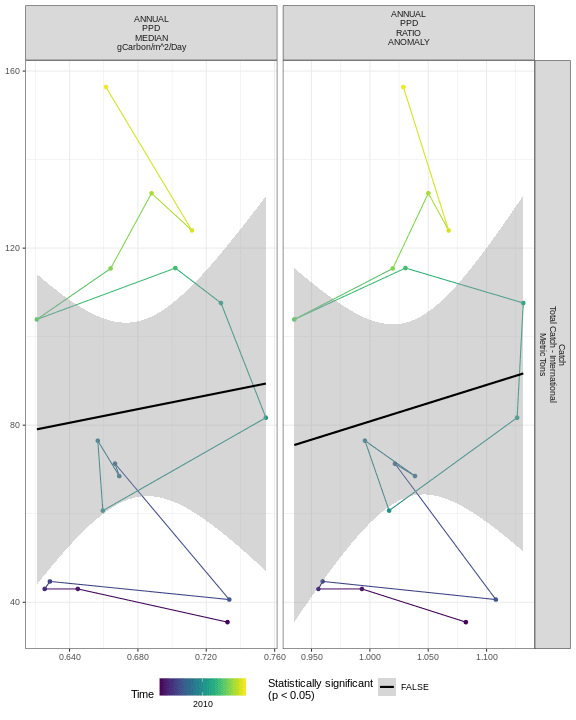 ANNUAL
PPD
MEDIAN
gCarbon/m^2/Day
ANNUAL
PPD
RATIO
ANOMALY
160
120
80
40
Catch
Total Catch - International
Metric Tons
0.640
0.680
0.720
0.760
0.950
1.000
1.050
1.100
Time
2010
Statistically significant
(p < 0.05)
FALSE